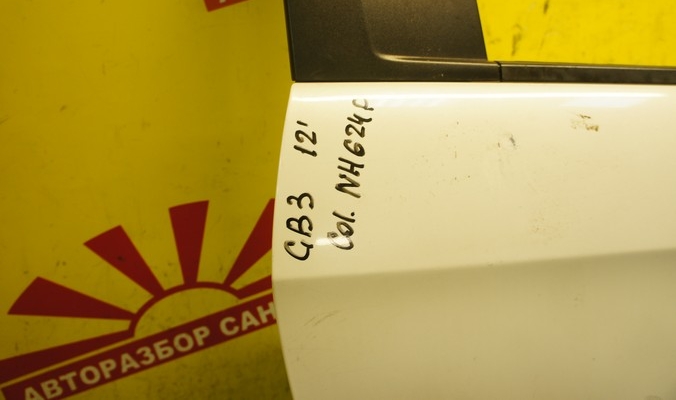 GB3 12'
Col. NH624P
АВТОРАЗБОР САН